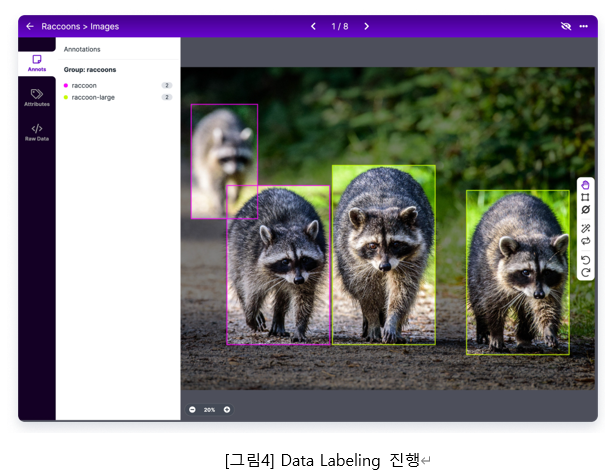 Raccoons > Images
1 / 8
Annots
Attributes
Raw Data
Annotations
Group: raccoons
raccoon 2
raccoon-large 2
20%
[그림4] Data Labeling 진행